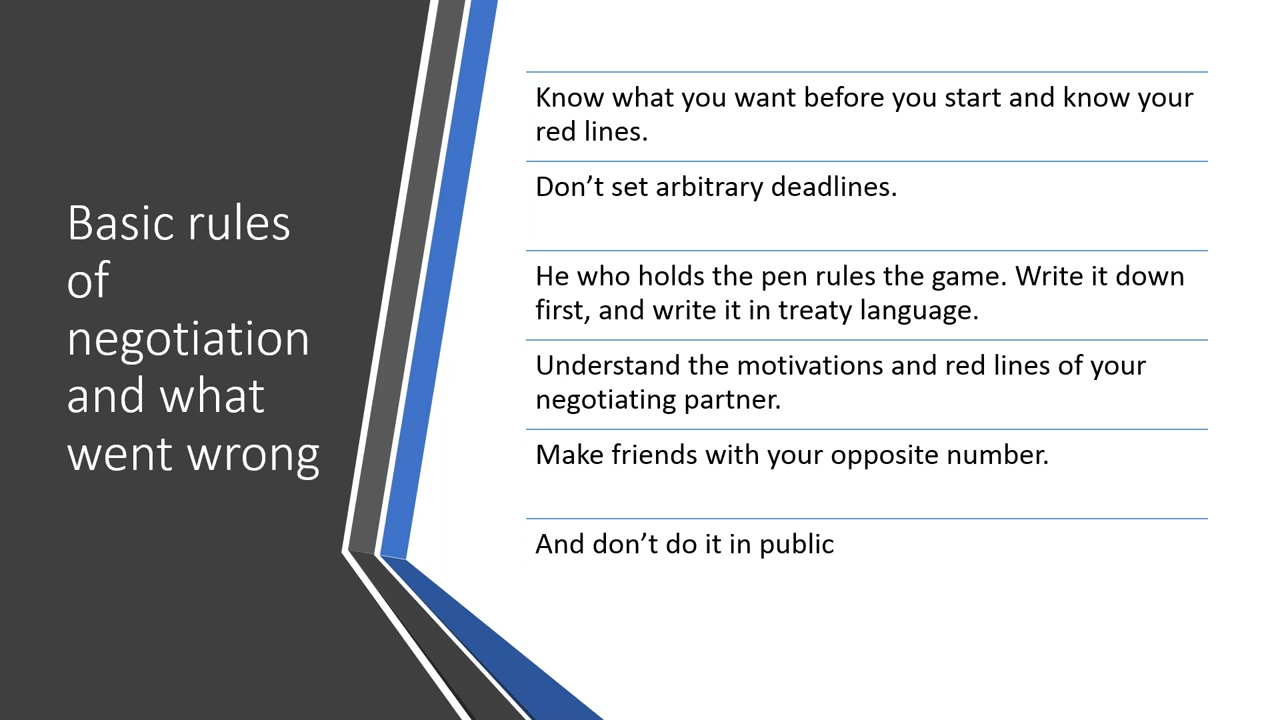 Basic rules
of
negotiation
and what
went wrong
Know what you want before you start and know your
red lines.
Don’t set arbitrary deadlines.
He who holds the pen rules the game. Write it down
first, and write it in treaty language.
Understand the motivations and red lines of your
negotiating partner.
Make friends with your opposite number.
And don’t do it in public